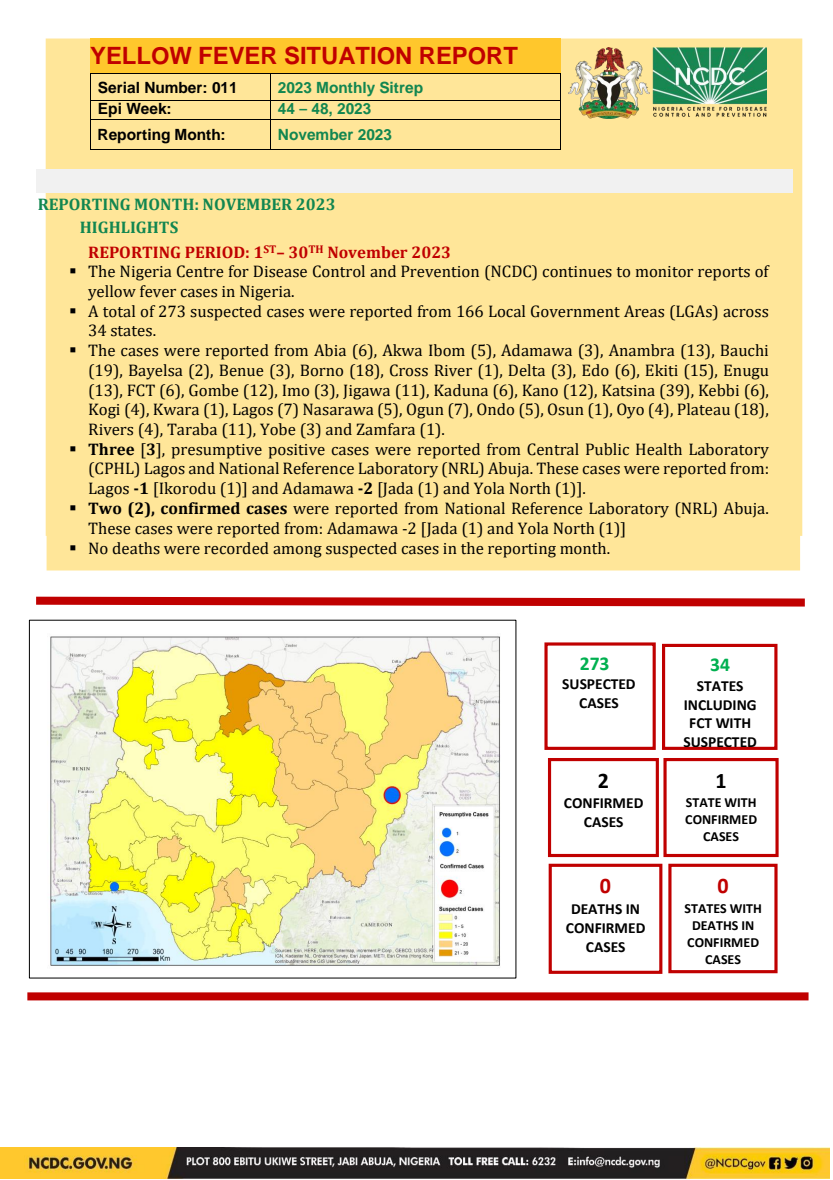 YELLOW FEVER SITUATION REPORT
Serial Number: 011 2023 Monthly Sitrep
Epi Week: 44 – 48, 2023
Reporting Month: November 2023
NCDC
NIGERIA CENTRE FOR DISEASE
CONTROL AND PREVENTION
REPORTING MONTH: NOVEMBER 2023
HIGHLIGHTS
REPORTING PERIOD: 1ST– 30TH November 2023
▪ The Nigeria Centre for Disease Control and Prevention (NCDC) continues to monitor reports of
yellow fever cases in Nigeria.
▪ A total of 273 suspected cases were reported from 166 Local Government Areas (LGAs) across
34 states.
▪ The cases were reported from Abia (6), Akwa Ibom (5), Adamawa (3), Anambra (13), Bauchi
(19), Bayelsa (2), Benue (3), Borno (18), Cross River (1), Delta (3), Edo (6), Ekiti (15), Enugu
(13), FCT (6), Gombe (12), Imo (3), Jigawa (11), Kaduna (6), Kano (12), Katsina (39), Kebbi (6),
Kogi (4), Kwara (1), Lagos (7) Nasarawa (5), Ogun (7), Ondo (5), Osun (1), Oyo (4), Plateau (18),
Rivers (4), Taraba (11), Yobe (3) and Zamfara (1).
▪ Three [3], presumptive positive cases were reported from Central Public Health Laboratory
(CPHL) Lagos and National Reference Laboratory (NRL) Abuja. These cases were reported from:
Lagos -1 [Ikorodu (1)] and Adamawa -2 [Jada (1) and Yola North (1)].
▪ Two (2), confirmed cases were reported from National Reference Laboratory (NRL) Abuja.
These cases were reported from: Adamawa -2 [Jada (1) and Yola North (1)]
▪ No deaths were recorded among suspected cases in the reporting month.
273
SUSPECTED
CASES
34
STATES
INCLUDING
FCT WITH
SUSPECTED
2
CONFIRMED
CASES
1
STATE WITH
CONFIRMED
CASES
0
DEATHS IN
CONFIRMED
CASES
0
STATES WITH
DEATHS IN
CONFIRMED
CASES
BENIN
CAMEROON
Presumptive Cases
1
2
Confirmed Cases
2
Suspected Cases
0
1 - 5
6 - 10
11 - 20
21 - 39
N
W E
S
0 45 90 180 270 360
Km
NCDC.GOV.NG
PLOT 800 EBITU UKIWE STREET, JABI ABUJA, NIGERIA TOLL FREE CALL: 6232 E:info@ncdc.gov.ng
@NCDCgov